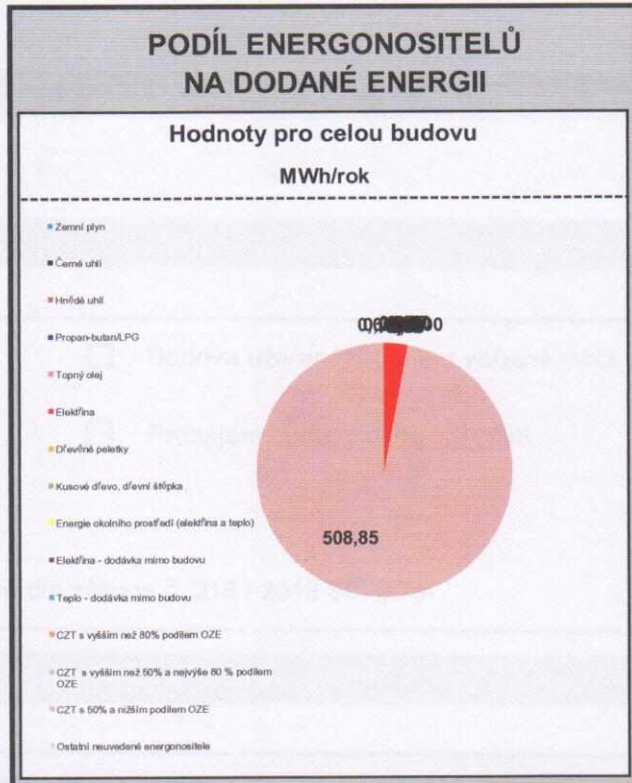 PODÍL ENERGONOSITELŮ
NA DODANÉ ENERGII
Hodnoty pro celou budovu
MWh/rok
Zemní plyn
Černé uhlí
Hnědé uhlí
Propan-butan/LPG
Topný olej
Elektřina
Dřevěné peletky
Kusové dřevo, dřevní štěpka
Energie okolního prostředí (elektřina a teplo)
Elektřina - dodávka mimo budovu
Teplo - dodávka mimo budovu
CZT s vyšším než 80% podílem OZE
CZT s vyšším než 50% a nejvýše 80 % podílem
OZE
CZT s 50% a nižším podílem OZE
Ostatní neuvedené energonositele
508,85